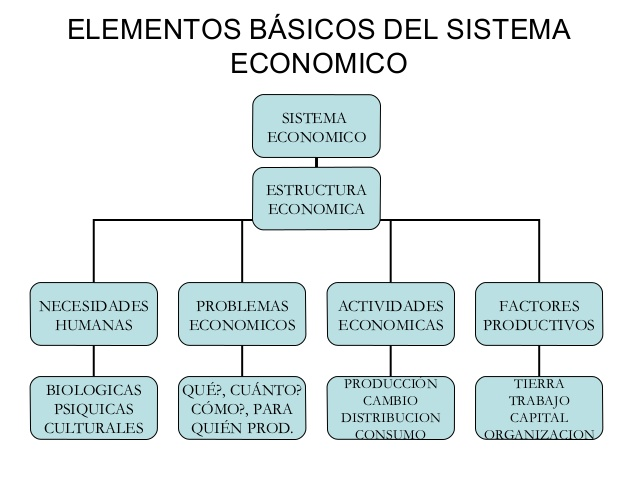 ELEMENTOS BÁSICOS DEL SISTEMA
ECONOMICO
SISTEMA
ECONOMICO
ESTRUCTURA
ECONOMICA
NECESIDADES
HUMANAS
PROBLEMAS
ECONOMICOS
ACTIVIDADES
ECONOMICAS
FACTORES
PRODUCTIVOS
BIOLOGICAS
PSIQUICAS
CULTURALES
QUÉ?, CUÁNTO?
CÓMO?, PARA
QUIÉN PROD.
PRODUCCIÓN
CAMBIO
DISTRIBUCION
CONSUMO
TIERRA
TRABAJO
CAPITAL
ORGANIZACION